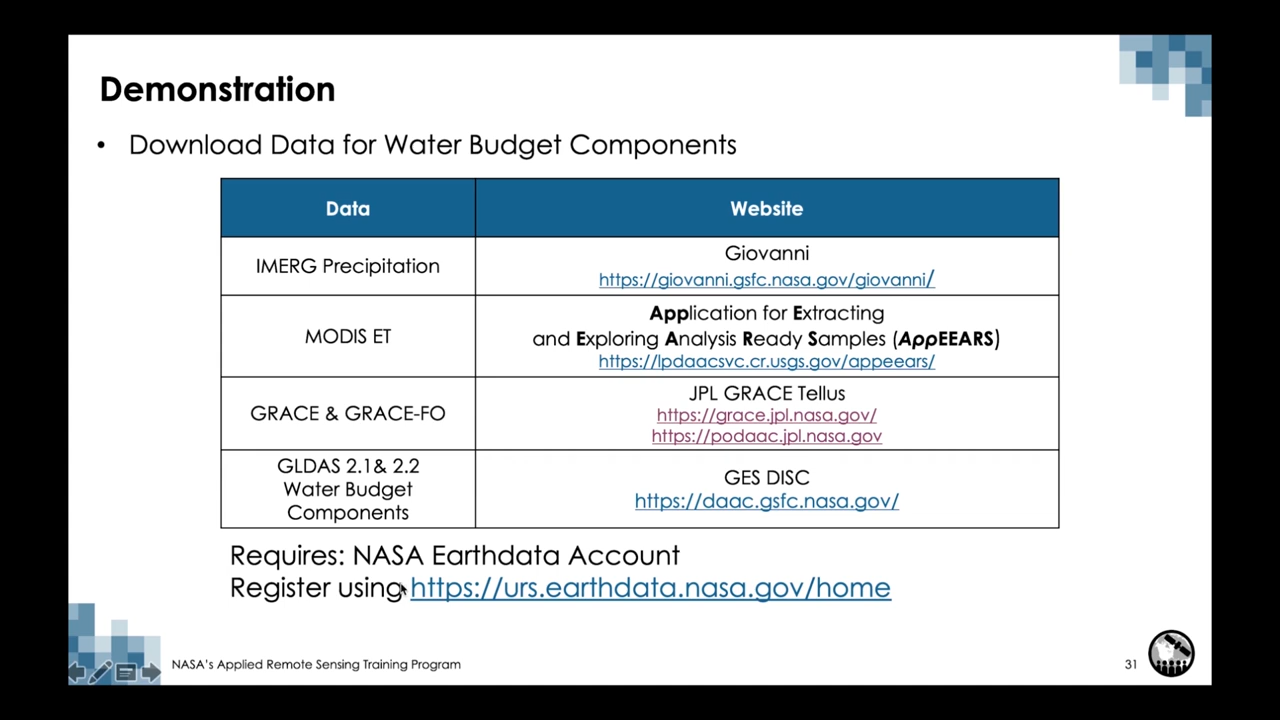 Demonstration
• Download Data for Water Budget Components
Data
Website
IMERG Precipitation
Giovanni
https://giovanni.gsfc.nasa.gov/giovanni/
MODIS ET
Application for Extracting
and Exploring Analysis Ready Samples (AρρEEARS)
https://lpdaacsvc.cr.usgs.gov/appeears/
GRACE & GRACE-FO
JPL GRACE Tellus
https://grace.jpl.nasa.gov/
https://podaac.jpl.nasa.gov
GLDAS 2.1& 2.2
Water Budget
Components
GES DISC
https://daac.gsfc.nasa.gov/
Requires: NASA Earthdata Account
Register using https://urs.earthdata.nasa.gov/home
NASA's Applied Remote Sensing Training Program
31